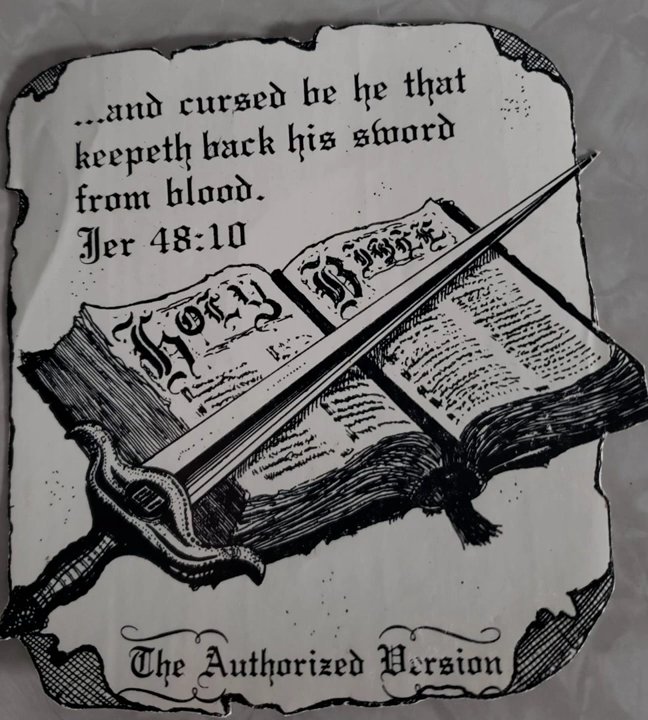 ...and cursed be he that
keepeth back his sword
from blood.
Jer 48:10
Holy Bible
The Authorized Version